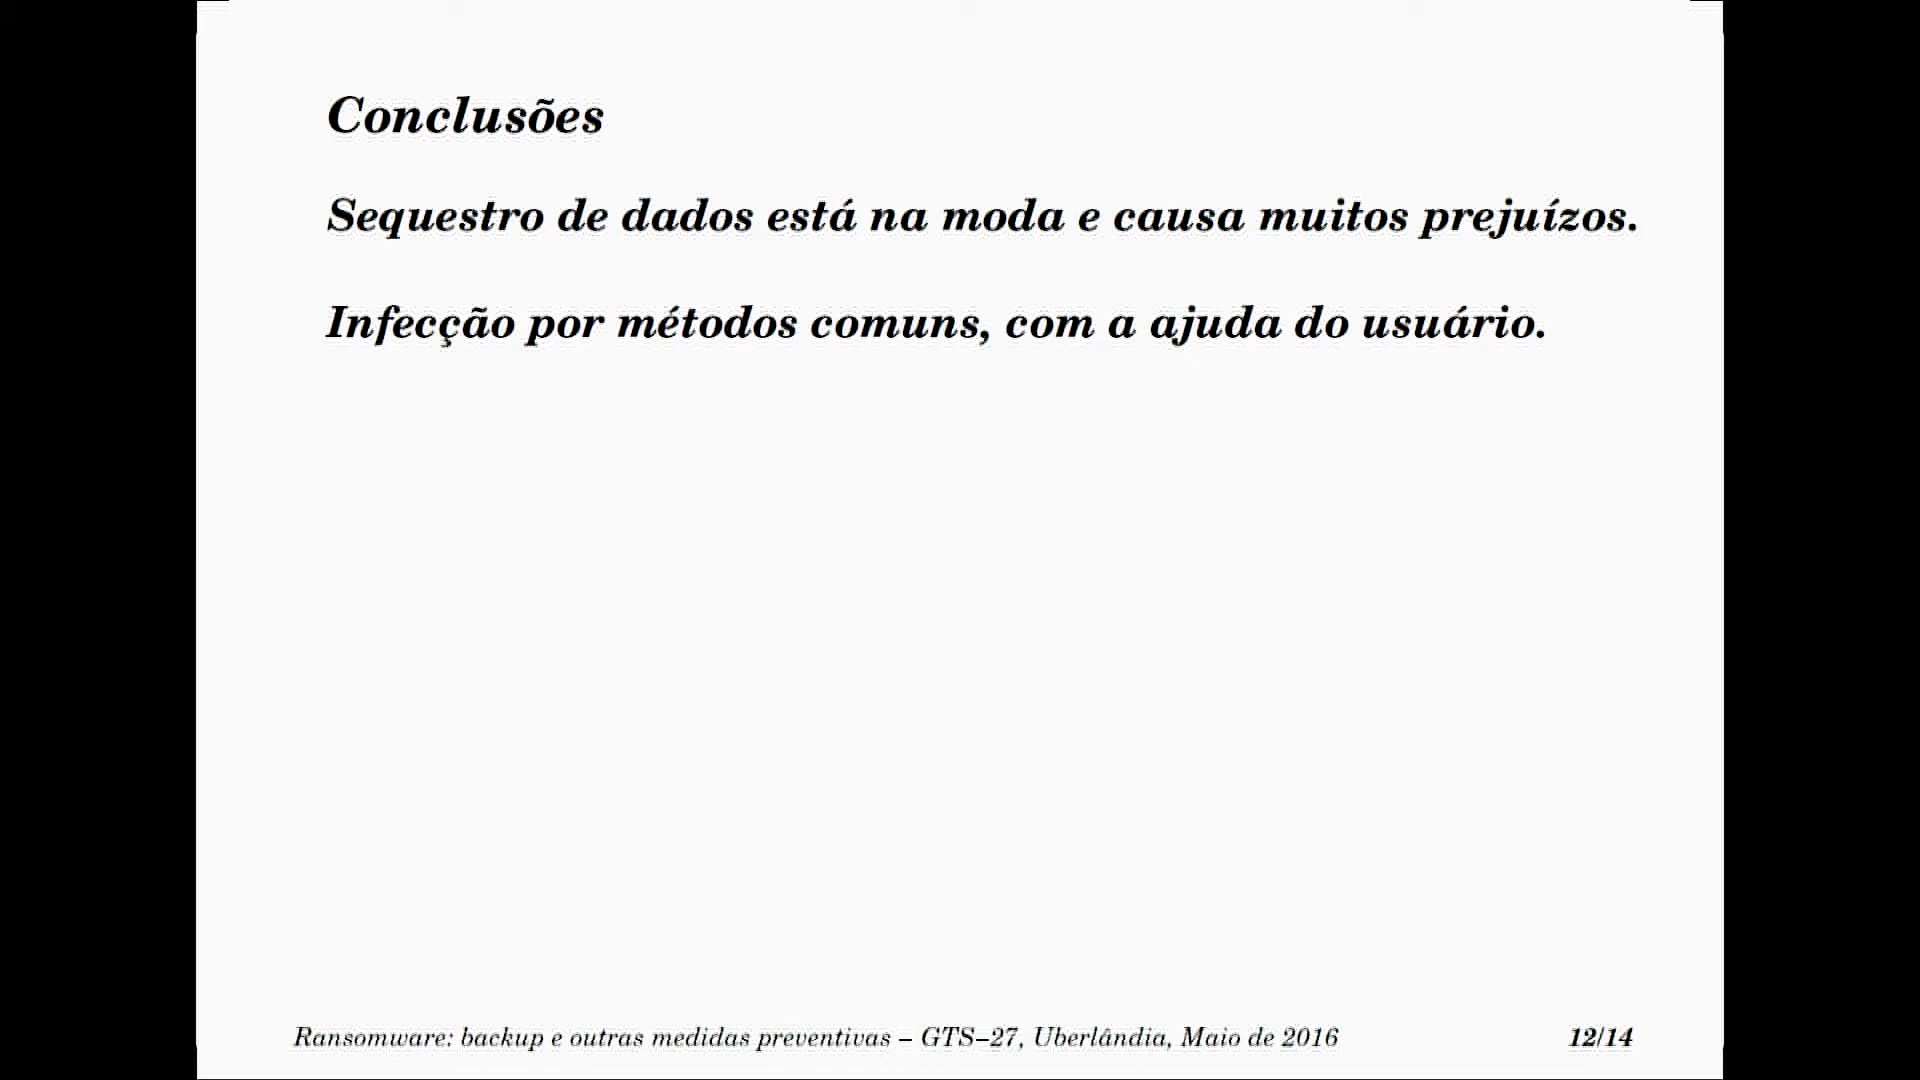 Conclusões
Sequestro de dados está na moda e causa muitos prejuízos.
Infecção por métodos comuns, com a ajuda do usuário.
Ransomware: backup e outras medidas preventivas – GTS–27, Uberlândia, Maio de 2016 12/14